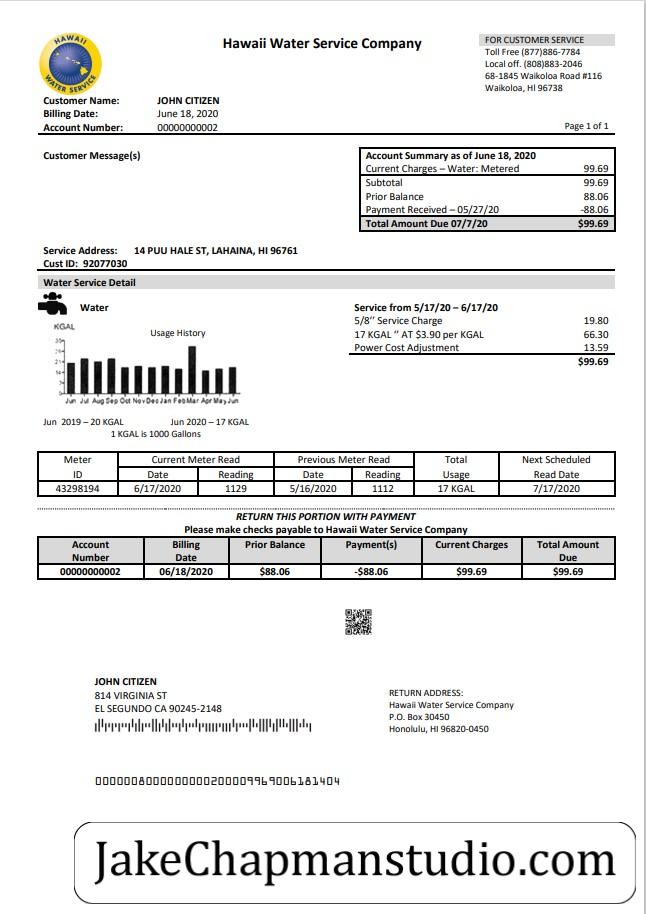 HAWAII
WATER SERVICE
Hawaii Water Service Company
FOR CUSTOMER SERVICE
Toll Free (877)886-7784
Local off. (808)883-2046
68-1845 Waikoloa Road #116
Waikoloa, HI 96738
Customer Name: JOHN CITIZEN
Billing Date: June 18, 2020
Account Number: 00000000002
Page 1 of 1
Customer Message(s)
Account Summary as of June 18, 2020
Current Charges – Water: Metered 99.69
Subtotal 99.69
Prior Balance 88.06
Payment Received – 05/27/20 -88.06
Total Amount Due 07/7/20 $99.69
Service Address: 14 PUU HALE ST, LAHAINA, HI 96761
Cust ID: 92077030
Water Service Detail
Water
KGAL
Usage History
35
28
21
14
7
0
Jun Jul Aug Sep Oct Nov Dec Jan Feb Mar Apr May Jun
Jun 2019 – 20 KGAL Jun 2020 – 17 KGAL
1 KGAL is 1000 Gallons
Service from 5/17/20 – 6/17/20
5/8’’ Service Charge 19.80
17 KGAL ‘’ AT $3.90 per KGAL 66.30
Power Cost Adjustment 13.59
$99.69
Meter Current Meter Read Previous Meter Read Total Next Scheduled
ID Date Reading Date Reading Usage Read Date
43298194 6/17/2020 1129 5/16/2020 1112 17 KGAL 7/17/2020
RETURN THIS PORTION WITH PAYMENT
Please make checks payable to Hawaii Water Service Company
Account Billing Prior Balance Payment(s) Current Charges Total Amount
Number Date Due
00000000002 06/18/2020 $88.06 -$88.06 $99.69 $99.69
JOHN CITIZEN
814 VIRGINIA ST
EL SEGUNDO CA 90245-2148
RETURN ADDRESS:
Hawaii Water Service Company
P.O. Box 30450
Honolulu, HI 96820-0450
JakeChapmanstudio.com